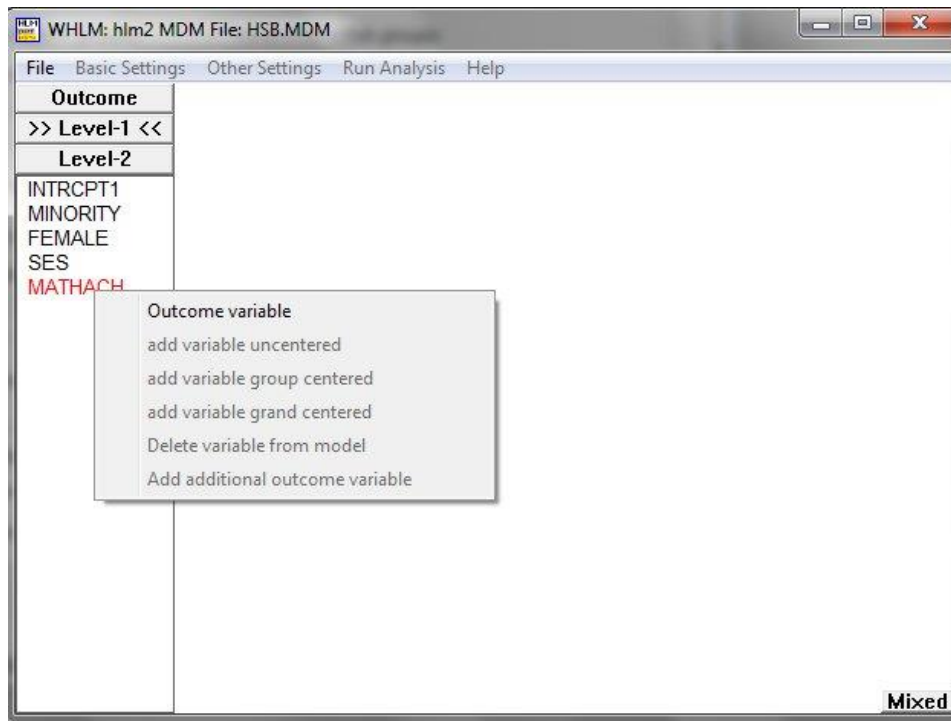 WHLM: hlm2 MDM File: HSB.MDM
File Basic Settings Other Settings Run Analysis Help
Outcome
>> Level-1 <<
Level-2
INTRCPT1
MINORITY
FEMALE
SES
MATHACH
Outcome variable
add variable uncentered
add variable group centered
add variable grand centered
Delete variable from model
Add additional outcome variable
Mixed